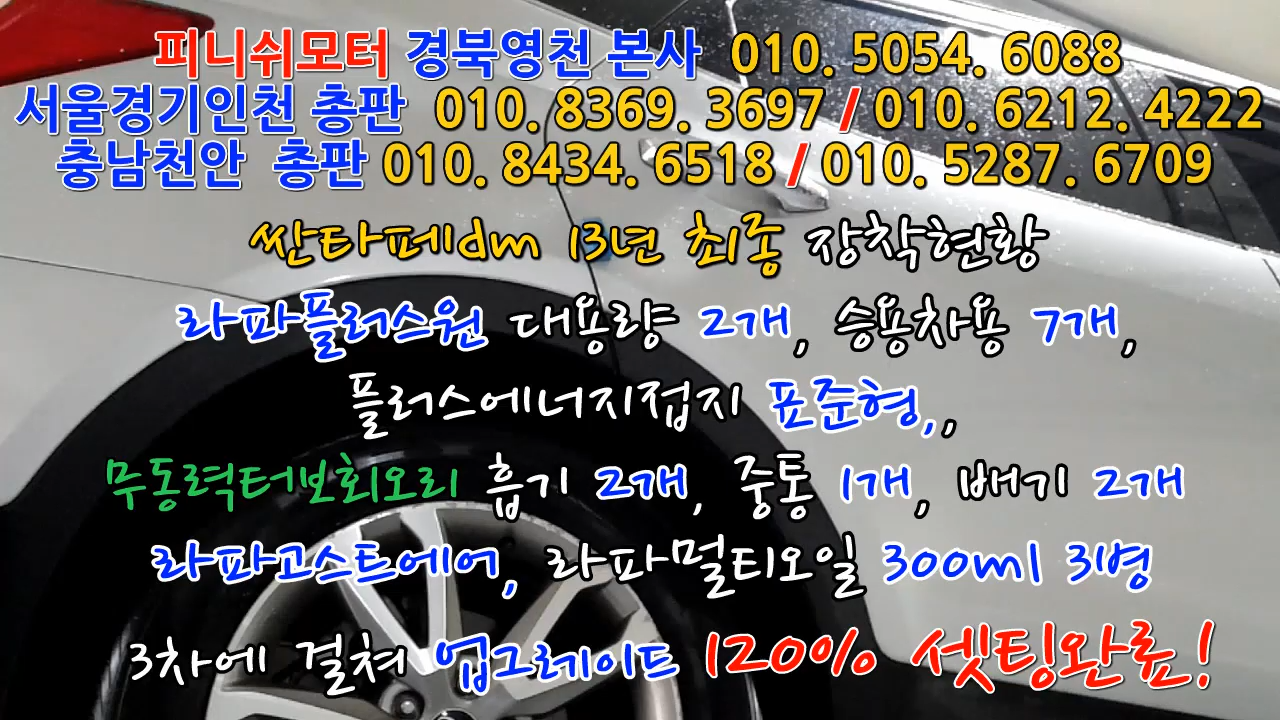 피니쉬모터 경북영천 본사 010. 5054. 6088
서울경기인천 총판 010. 8369. 3697 / 010. 6212. 4222
충남천안 총판 010. 8434. 6518 / 010. 5287. 6709
싼타페dm 13년 최종 장착현황
라파플러스원 대용량 2개, 승용차용 7개,
플러스에너지접지 표준형,,
무동력터보회오리 흡기 2개, 중통 1개, 배기 2개
라파고스트에어, 라파멀티오일 300ml 3병
3차에 걸쳐 업그레이드 120% 셋팅완료!